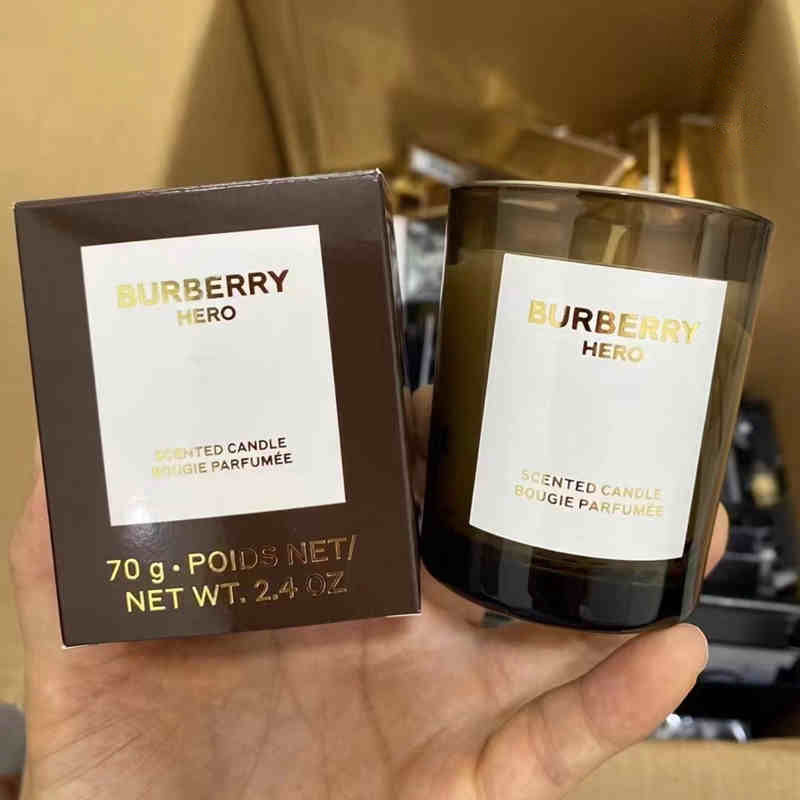 BURBERRY
HERO
SCENTED CANDLE
BOUGIE PARFUMÉE
70 g • POIDS NET/
NET WT. 2.4 OZ
BURBERRY
HERO
SCENTED CANDLE
BOUGIE PARFUMÉE